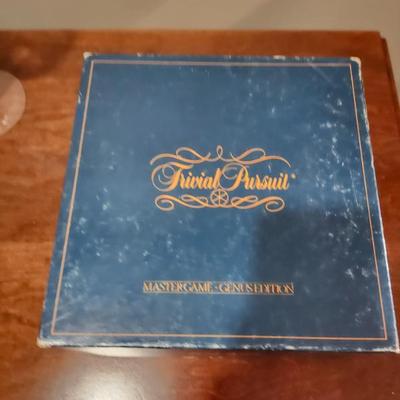 Trivial Pursuit®
MASTER GAME - GENUS EDITION